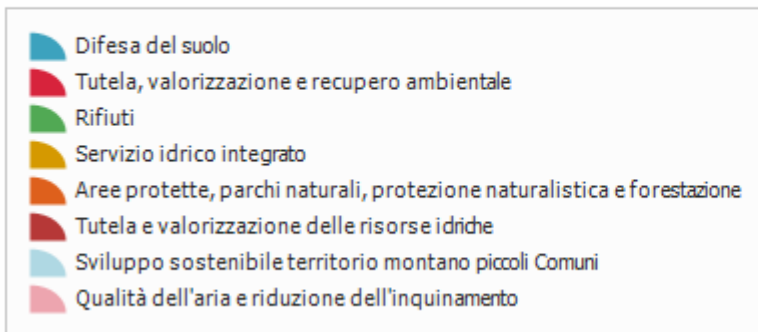 Difesa del suolo
Tutela, valorizzazione e recupero ambientale
Rifiuti
Servizio idrico integrato
Aree protette, parchi naturali, protezione naturalistica e forestazione
Tutela e valorizzazione delle risorse idriche
Sviluppo sostenibile territorio montano piccoli Comuni
Qualità dell'aria e riduzione dell'inquinamento